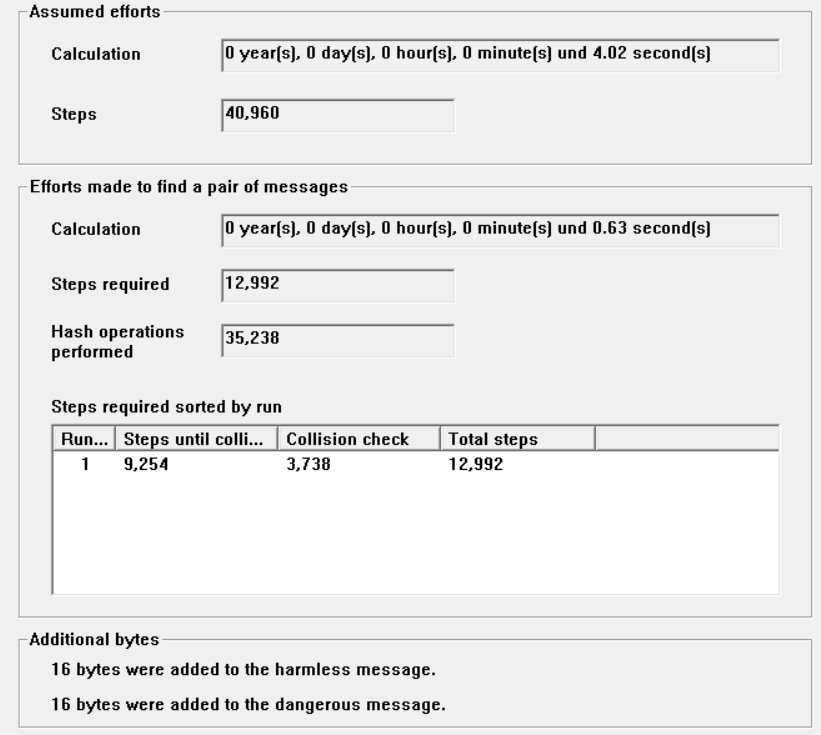 Assumed efforts
Calculation 0 year(s), 0 day(s), 0 hour(s), 0 minute(s) und 4.02 second(s)
Steps 40,960
Efforts made to find a pair of messages
Calculation 0 year(s), 0 day(s), 0 hour(s), 0 minute(s) und 0.63 second(s)
Steps required 12,992
Hash operations
performed 35,238
Steps required sorted by run
Run... Steps until colli... Collision check Total steps
1 9,254 3,738 12,992
Additional bytes
16 bytes were added to the harmless message.
16 bytes were added to the dangerous message.